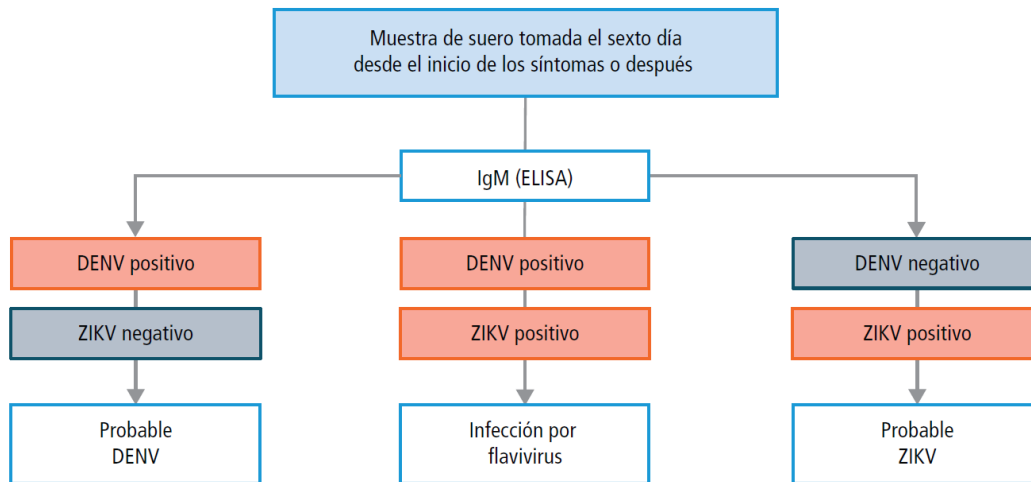 Muestra de suero tomada el sexto día
desde el inicio de los síntomas o después
IgM (ELISA)
DENV positivo
ZIKV negativo
Probable
DENV
DENV positivo
ZIKV positivo
Infección por
flavivirus
DENV negativo
ZIKV positivo
Probable
ZIKV